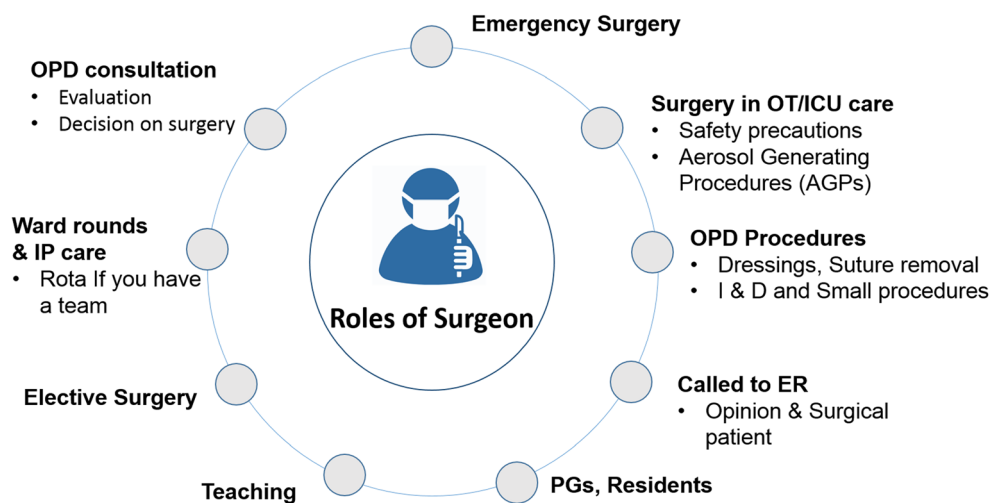 Emergency Surgery
OPD consultation
• Evaluation
• Decision on surgery
Surgery in OT/ICU care
• Safety precautions
• Aerosol Generating
Procedures (AGPs)
Ward rounds
& IP care
• Rota If you have
a team
OPD Procedures
• Dressings, Suture removal
• I & D and Small procedures
Roles of Surgeon
Elective Surgery
Called to ER
• Opinion & Surgical
patient
Teaching
PGs, Residents